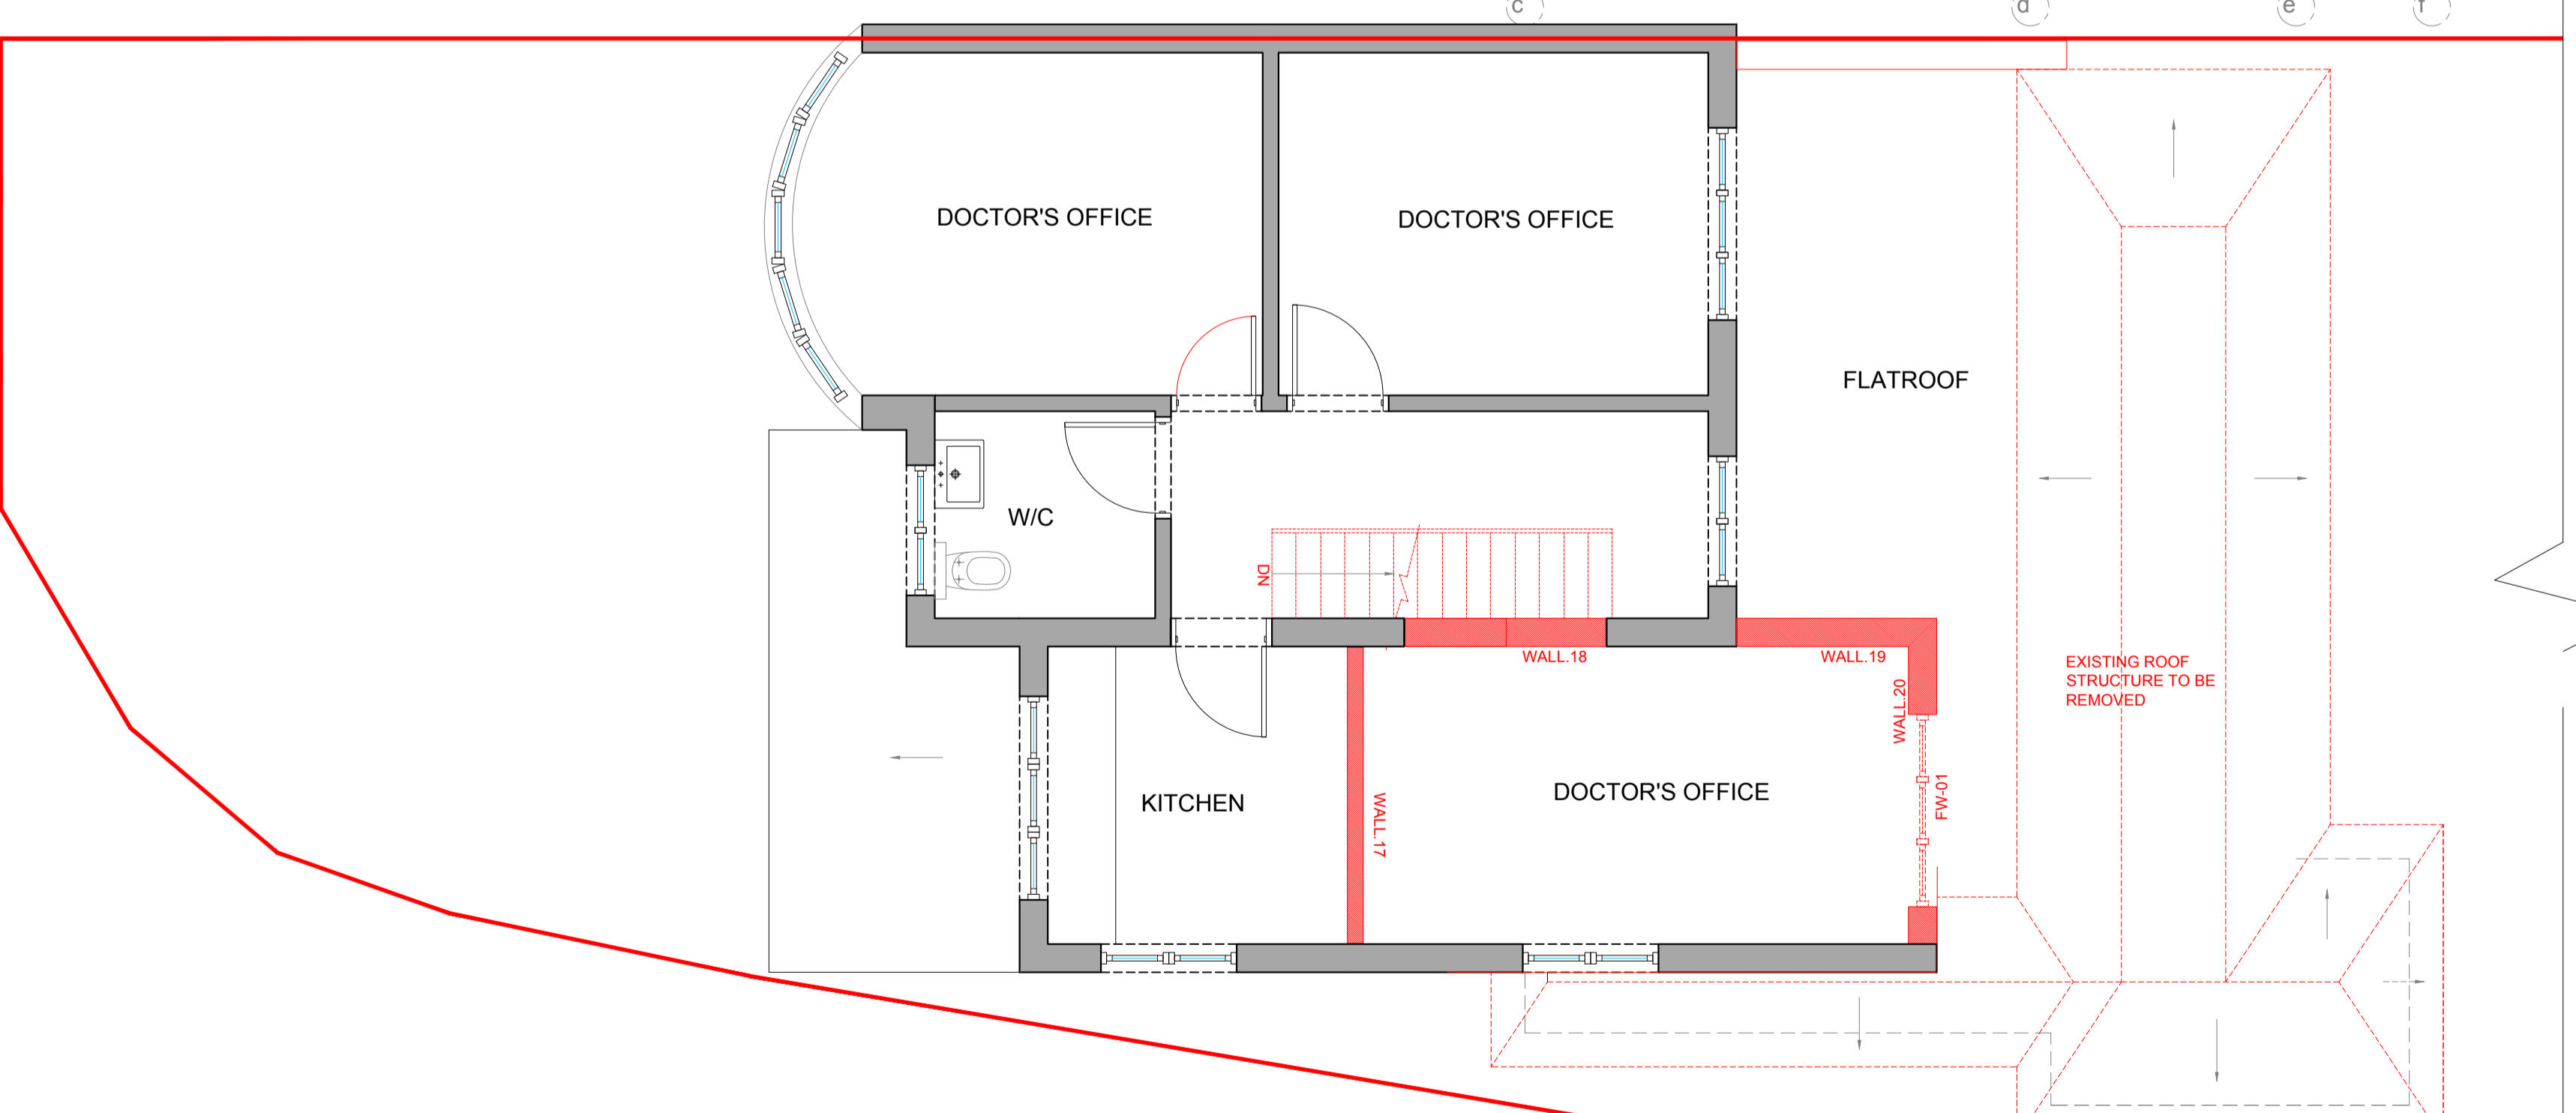 c
d
e
f
DOCTOR'S OFFICE
DOCTOR'S OFFICE
FLATROOF
W/C
DN
WALL.18
WALL.19
EXISTING ROOF
STRUCTURE TO BE
REMOVED
WALL.20
FW-01
DOCTOR'S OFFICE
KITCHEN
WALL.17